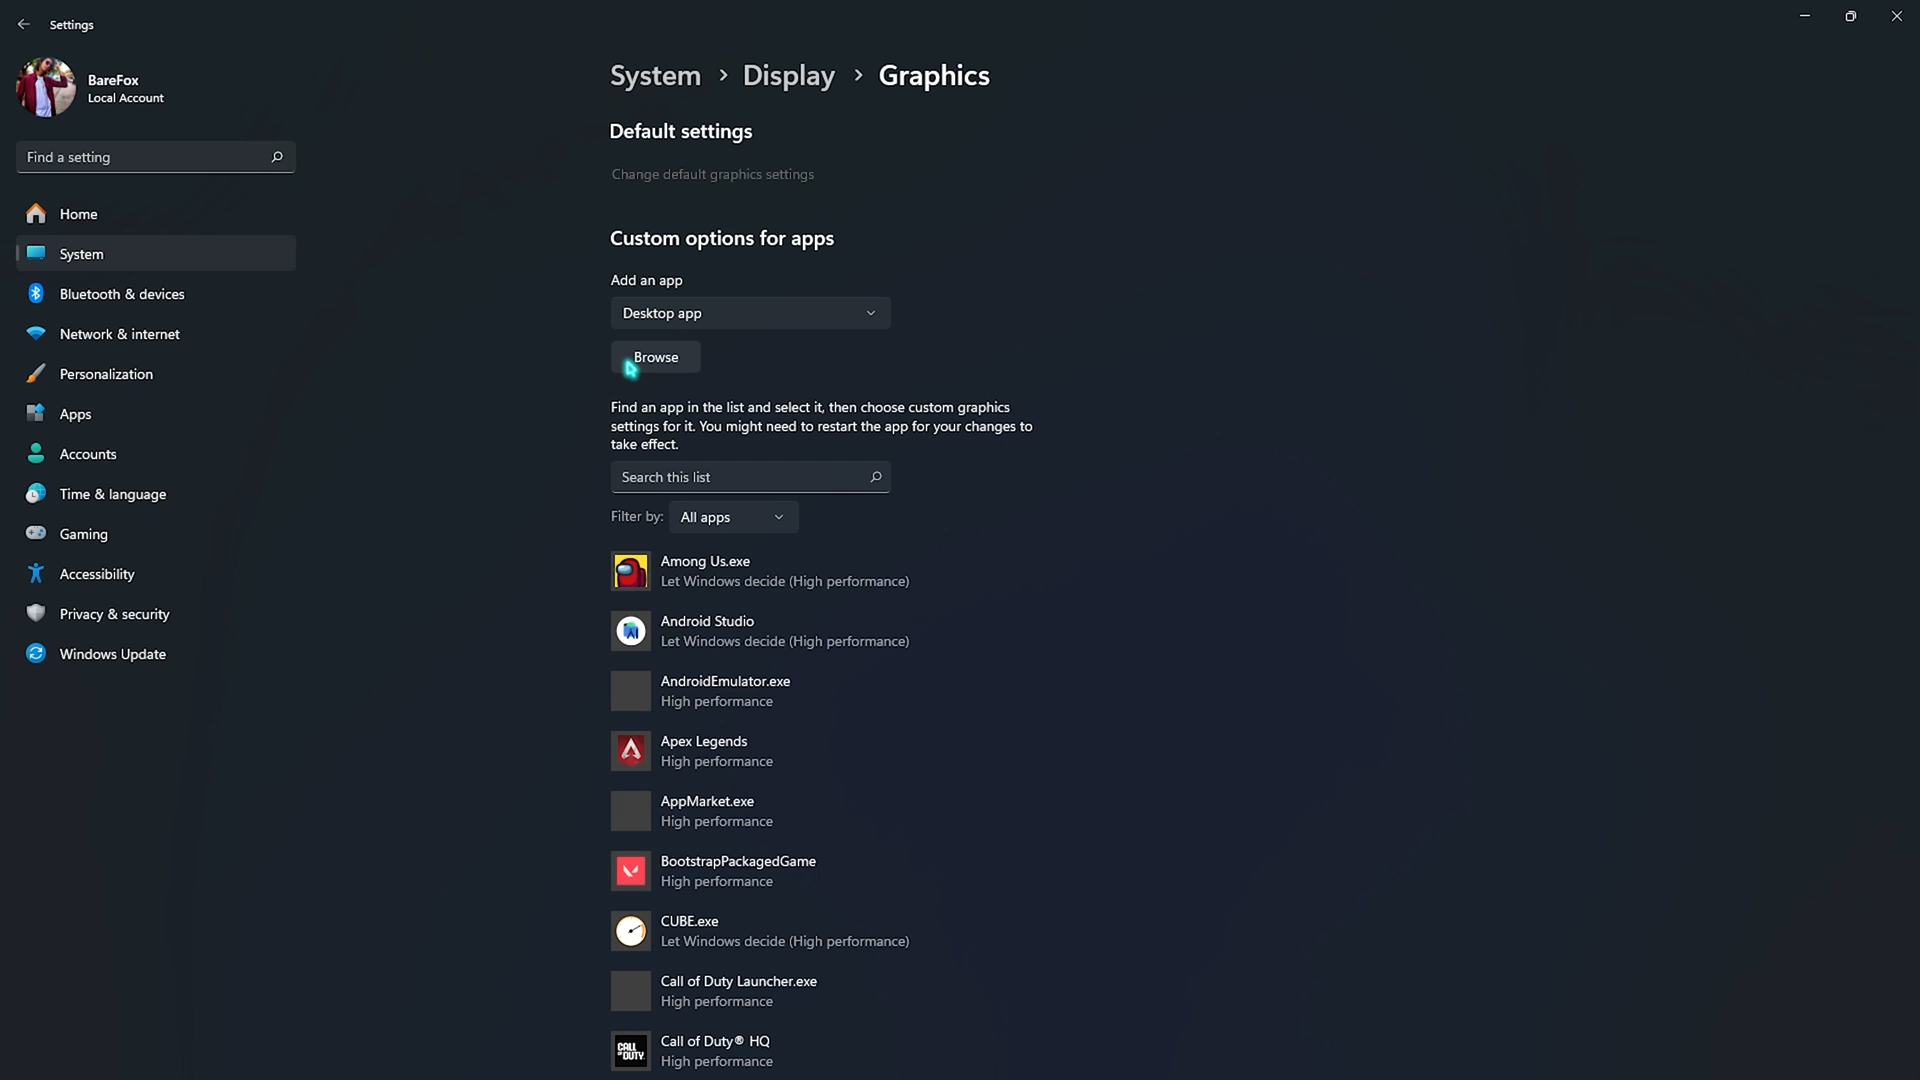 Settings
BareFox
Local Account
Find a setting
Home
System
Bluetooth & devices
Network & internet
Personalization
Apps
Accounts
Time & language
Gaming
Accessibility
Privacy & security
Windows Update
System > Display > Graphics
Default settings
Change default graphics settings
Custom options for apps
Add an app
Desktop app
Browse
Find an app in the list and select it, then choose custom graphics
settings for it. You might need to restart the app for your changes to
take effect.
Search this list
Filter by: All apps
Among Us.exe
Let Windows decide (High performance)
Android Studio
Let Windows decide (High performance)
AndroidEmulator.exe
High performance
Apex Legends
High performance
AppMarket.exe
High performance
BootstrapPackagedGame
High performance
CUBE.exe
Let Windows decide (High performance)
Call of Duty Launcher.exe
High performance
CALL OF DUTY
Call of Duty® HQ
High performance